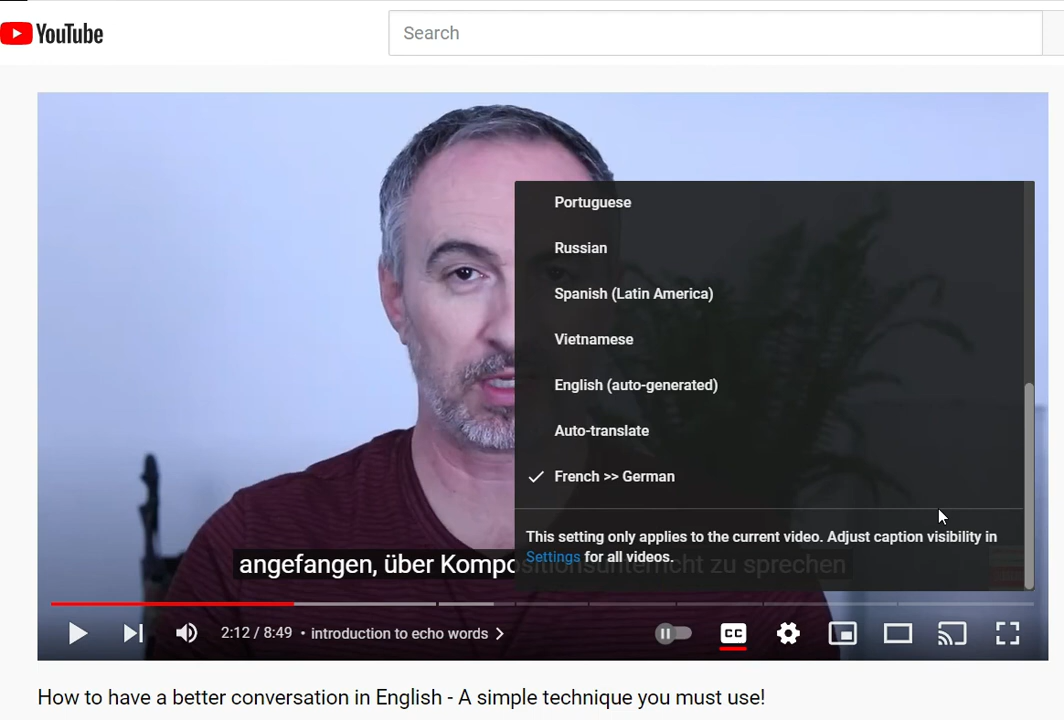 YouTube
Search
Portuguese
Russian
Spanish (Latin America)
Vietnamese
English (auto-generated)
Auto-translate
French >> German
This setting only applies to the current video. Adjust caption visibility in
Settings for all videos.
angefangen, über Kompositionsunterricht zu sprechen
2:12 / 8:49 • introduction to echo words
CC
How to have a better conversation in English - A simple technique you must use!